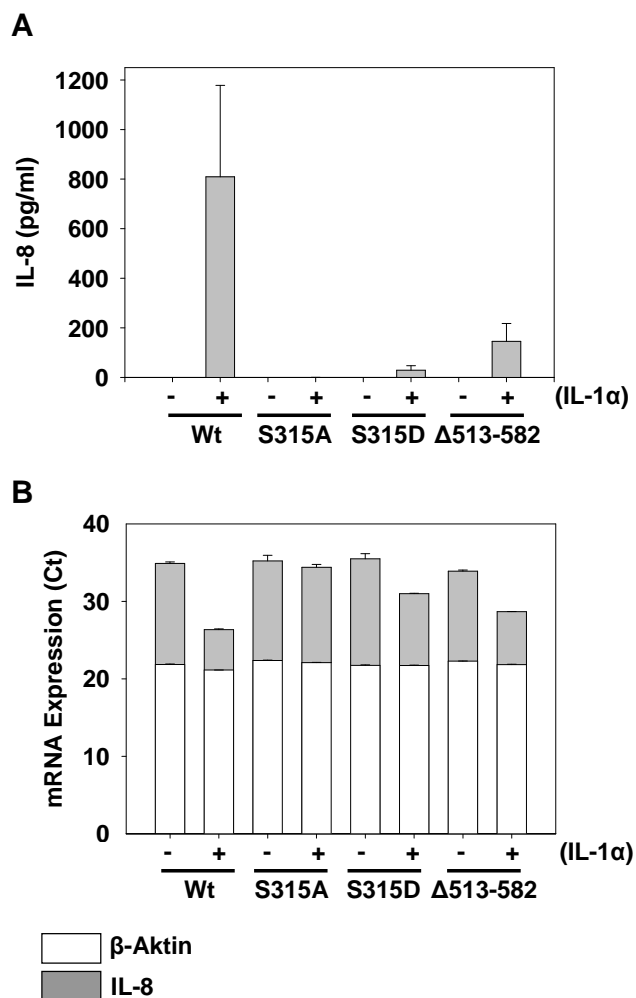 A
IL-8 (pg/ml)
1200
1000
800
600
400
200
0
- + - + - + - + (IL-1α)
Wt S315A S315D Δ513-582
B
mRNA Expression (Ct)
40
30
20
10
0
- + - + - + - + (IL-1α)
Wt S315A S315D Δ513-582
β-Aktin
IL-8